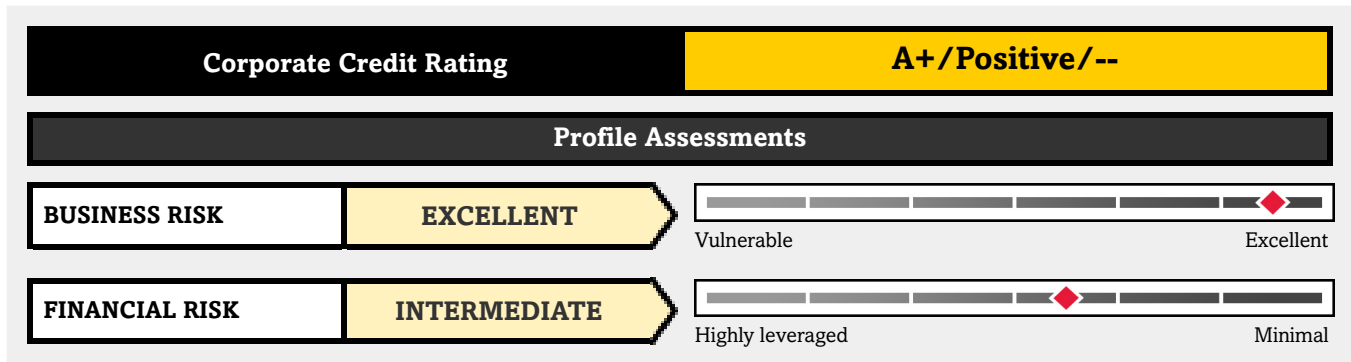 Corporate Credit Rating
A+/Positive/--
Profile Assessments
BUSINESS RISK
EXCELLENT
Vulnerable
Excellent
FINANCIAL RISK
INTERMEDIATE
Highly leveraged
Minimal